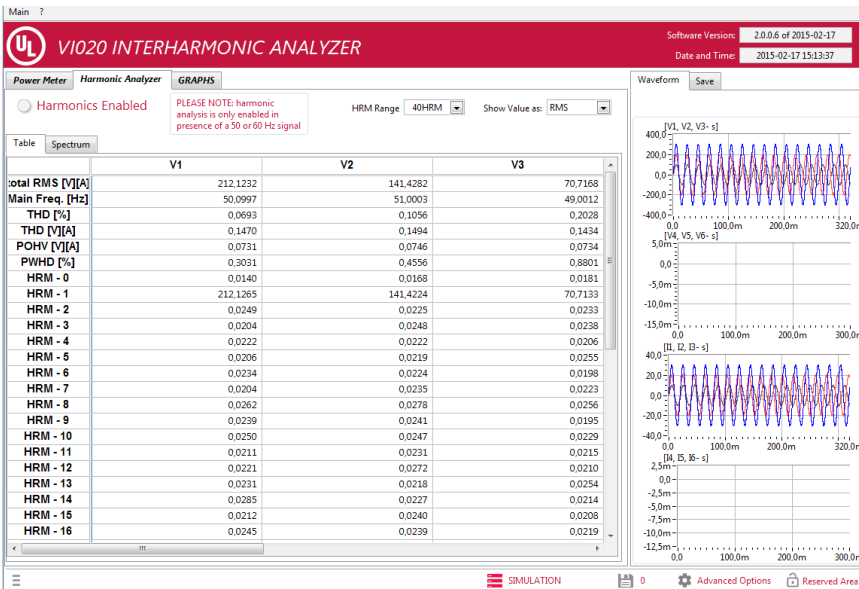 Main ?
UL VI020 INTERHARMONIC ANALYZER
Software Version: 2.0.0.6 of 2015-02-17
Date and Time: 2015-02-17 15:13:37
Power Meter Harmonic Analyzer GRAPHS
Waveform Save
Harmonics Enabled
PLEASE NOTE: harmonic
analysis is only enabled in
presence of a 50 or 60 Hz signal
HRM Range 40HRM Show Value as: RMS
Table Spectrum
V1 V2 V3
total RMS [V][A] 212,1232 141,4282 70,7168
Main Freq. [Hz] 50,0997 51,0003 49,0012
THD [%] 0,0693 0,1056 0,2028
THD [V][A] 0,1470 0,1494 0,1434
POHV [V][A] 0,0731 0,0746 0,0734
PWHD [%] 0,3031 0,4556 0,8801
HRM - 0 0,0140 0,0168 0,0181
HRM - 1 212,1265 141,4224 70,7133
HRM - 2 0,0249 0,0225 0,0233
HRM - 3 0,0204 0,0248 0,0238
HRM - 4 0,0222 0,0222 0,0206
HRM - 5 0,0206 0,0219 0,0255
HRM - 6 0,0234 0,0224 0,0198
HRM - 7 0,0204 0,0235 0,0223
HRM - 8 0,0262 0,0278 0,0256
HRM - 9 0,0239 0,0241 0,0195
HRM - 10 0,0250 0,0247 0,0229
HRM - 11 0,0211 0,0231 0,0215
HRM - 12 0,0221 0,0272 0,0210
HRM - 13 0,0231 0,0218 0,0254
HRM - 14 0,0285 0,0227 0,0214
HRM - 15 0,0212 0,0240 0,0208
HRM - 16 0,0245 0,0239 0,0219
[V1, V2, V3- s]
400,0
200,0
0,0
-200,0
-400,0
0,0 100,0m 200,0m 320,0m
[V4, V5, V6- s]
5,0m
0,0
-5,0m
-10,0m
-15,0m
0,0 100,0m 200,0m 300,0m
[I1, I2, I3- s]
40,0
20,0
0,0
-20,0
-40,0
0,0 100,0m 200,0m 320,0m
[I4, I5, I6- s]
2,5m
0,0
-2,5m
-5,0m
-7,5m
-10,0m
-12,5m
0,0 100,0m 200,0m 300,0m
SIMULATION 0 Advanced Options Reserved Area